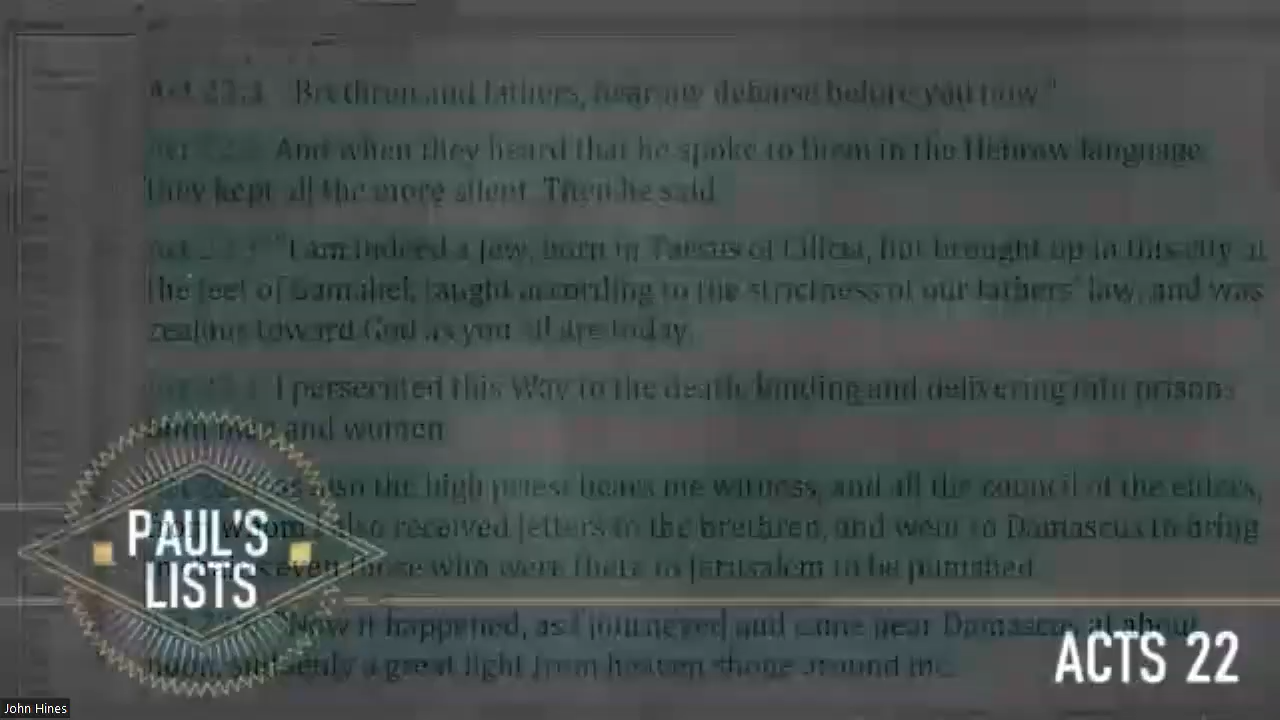 Act 22:1 "Brethren and fathers, hear my defense before you now."
And when they heard that he spoke to them in the Hebrew language,
they kept all the more silent. Then he said
"I am indeed a Jew, born in Tarsus of Cilicia, but brought up in this city at
the feet of Gamaliel, taught according to the strictness of our fathers' law, and was
zealous toward God as you all are today.
I persecuted this Way to the death, binding and delivering into prisons
both men and women
as also the high priest bears me witness, and all the council of the elders,
from whom I also received letters to the brethren, and went to Damascus to bring
even those who were there to Jerusalem to be punished.
"Now it happened, as I journeyed and came near Damascus at about
noon, suddenly a great light from heaven shone around me.
PAUL'S
LISTS
ACTS 22
John Hines